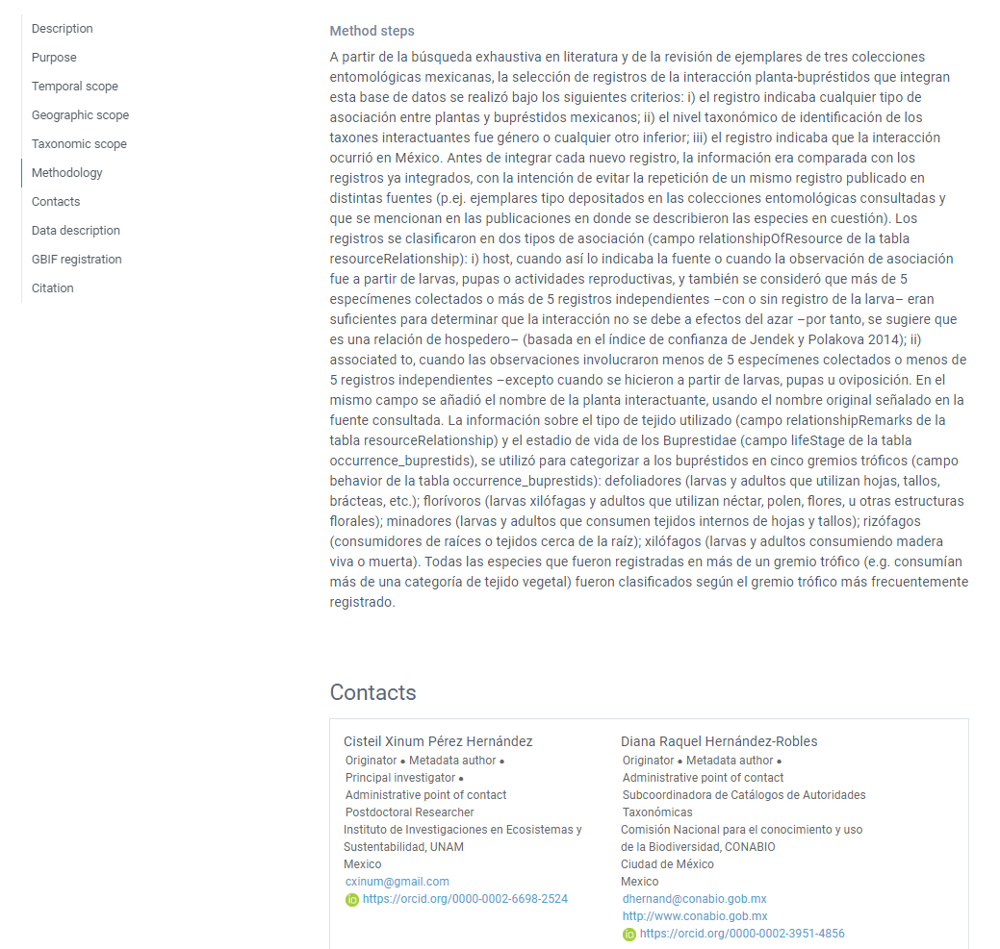 Description
Purpose
Temporal scope
Geographic scope
Taxonomic scope
Methodology
Contacts
Data description
GBIF registration
Citation
Method steps
A partir de la búsqueda exhaustiva en literatura y de la revisión de ejemplares de tres colecciones
entomológicas mexicanas, la selección de registros de la interacción planta-bupréstidos que integran
esta base de datos se realizó bajo los siguientes criterios: i) el registro indicaba cualquier tipo de
asociación entre plantas y bupréstidos mexicanos; ii) el nivel taxonómico de identificación de los
taxones interactuantes fue género o cualquier otro inferior; iii) el registro indicaba que la interacción
ocurrió en México. Antes de integrar cada nuevo registro, la información era comparada con los
registros ya integrados, con la intención de evitar la repetición de un mismo registro publicado en
distintas fuentes (p.ej. ejemplares tipo depositados en las colecciones entomológicas consultadas y
que se mencionan en las publicaciones en donde se describieron las especies en cuestión). Los
registros se clasificaron en dos tipos de asociación (campo relationshipOfResource de la tabla
resourceRelationship): i) host, cuando así lo indicaba la fuente o cuando la observación de asociación
fue a partir de larvas, pupas o actividades reproductivas, y también se consideró que más de 5
especímenes colectados o más de 5 registros independientes –con o sin registro de la larva– eran
suficientes para determinar que la interacción no se debe a efectos del azar –por tanto, se sugiere que
es una relación de hospedero– (basada en el índice de confianza de Jendek y Polakova 2014); ii)
associated to, cuando las observaciones involucraron menos de 5 especímenes colectados o menos de
5 registros independientes –excepto cuando se hicieron a partir de larvas, pupas u oviposición. En el
mismo campo se añadió el nombre de la planta interactuante, usando el nombre original señalado en la
fuente consultada. La información sobre el tipo de tejido utilizado (campo relationshipRemarks de la
tabla resourceRelationship) y el estadio de vida de los Buprestidae (campo lifeStage de la tabla
occurrence_buprestids), se utilizó para categorizar a los bupréstidos en cinco gremios tróficos (campo
behavior de la tabla occurrence_buprestids): defoliadores (larvas y adultos que utilizan hojas, tallos,
brácteas, etc.); florívoros (larvas xilófagas y adultos que utilizan néctar, polen, flores, u otras estructuras
florales); minadores (larvas y adultos que consumen tejidos internos de hojas y tallos); rizófagos
(consumidores de raíces o tejidos cerca de la raíz); xilófagos (larvas y adultos consumiendo madera
viva o muerta). Todas las especies que fueron registradas en más de un gremio trófico (e.g. consumían
más de una categoría de tejido vegetal) fueron clasificados según el gremio trófico más frecuentemente
registrado.
Contacts
Cisteil Xinum Pérez Hernández
Originator • Metadata author •
Principal investigator •
Administrative point of contact
Postdoctoral Researcher
Instituto de Investigaciones en Ecosistemas y
Sustentabilidad, UNAM
Mexico
cxinum@gmail.com
iD https://orcid.org/0000-0002-6698-2524
Diana Raquel Hernández-Robles
Originator • Metadata author •
Administrative point of contact
Subcoordinadora de Catálogos de Autoridades
Taxonómicas
Comisión Nacional para el conocimiento y uso
de la Biodiversidad, CONABIO
Ciudad de México
Mexico
dhernand@conabio.gob.mx
http://www.conabio.gob.mx
iD https://orcid.org/0000-0002-3951-4856